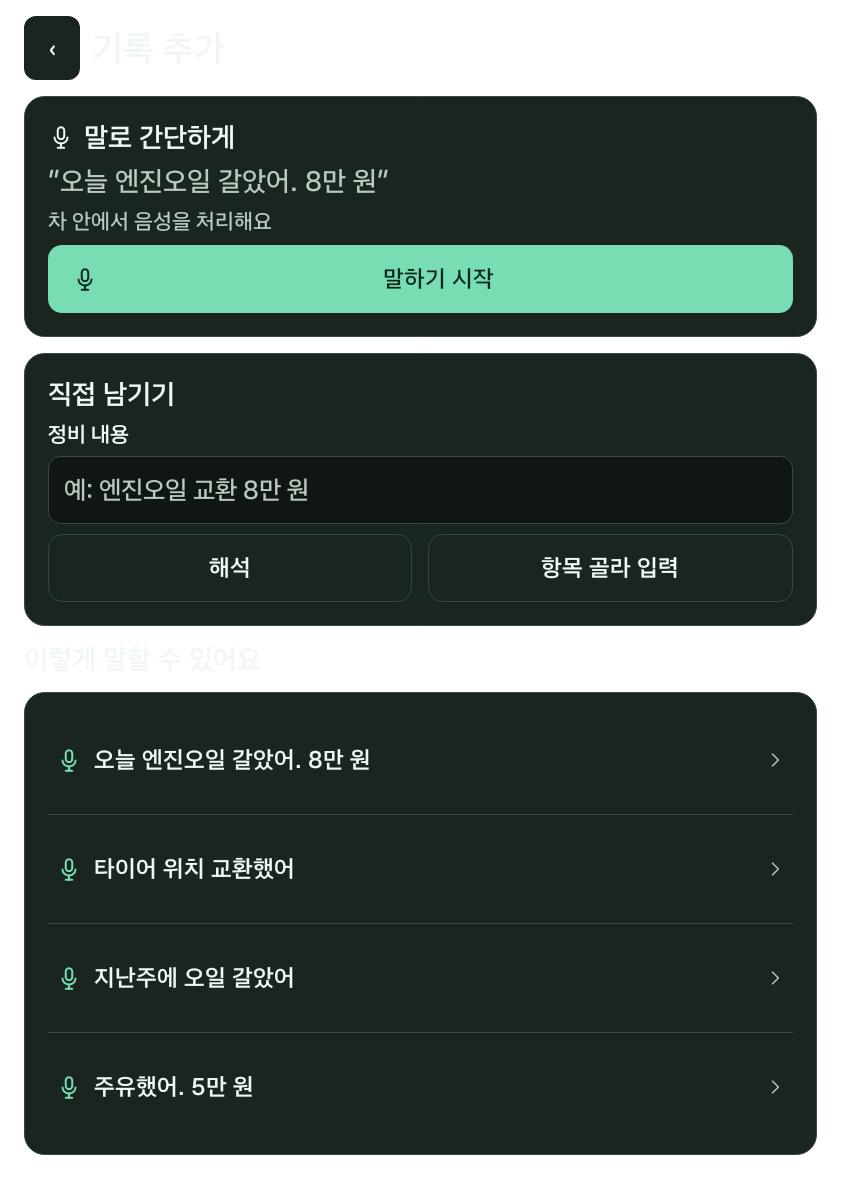 기록 추가
말로 간단하게
"오늘 엔진오일 갈았어. 8만 원"
차 안에서 음성을 처리해요
말하기 시작
직접 남기기
정비 내용
예: 엔진오일 교환 8만 원
해석
항목 골라 입력
이렇게 말할 수 있어요
오늘 엔진오일 갈았어. 8만 원
타이어 위치 교환했어
지난주에 오일 갈았어
주유했어. 5만 원